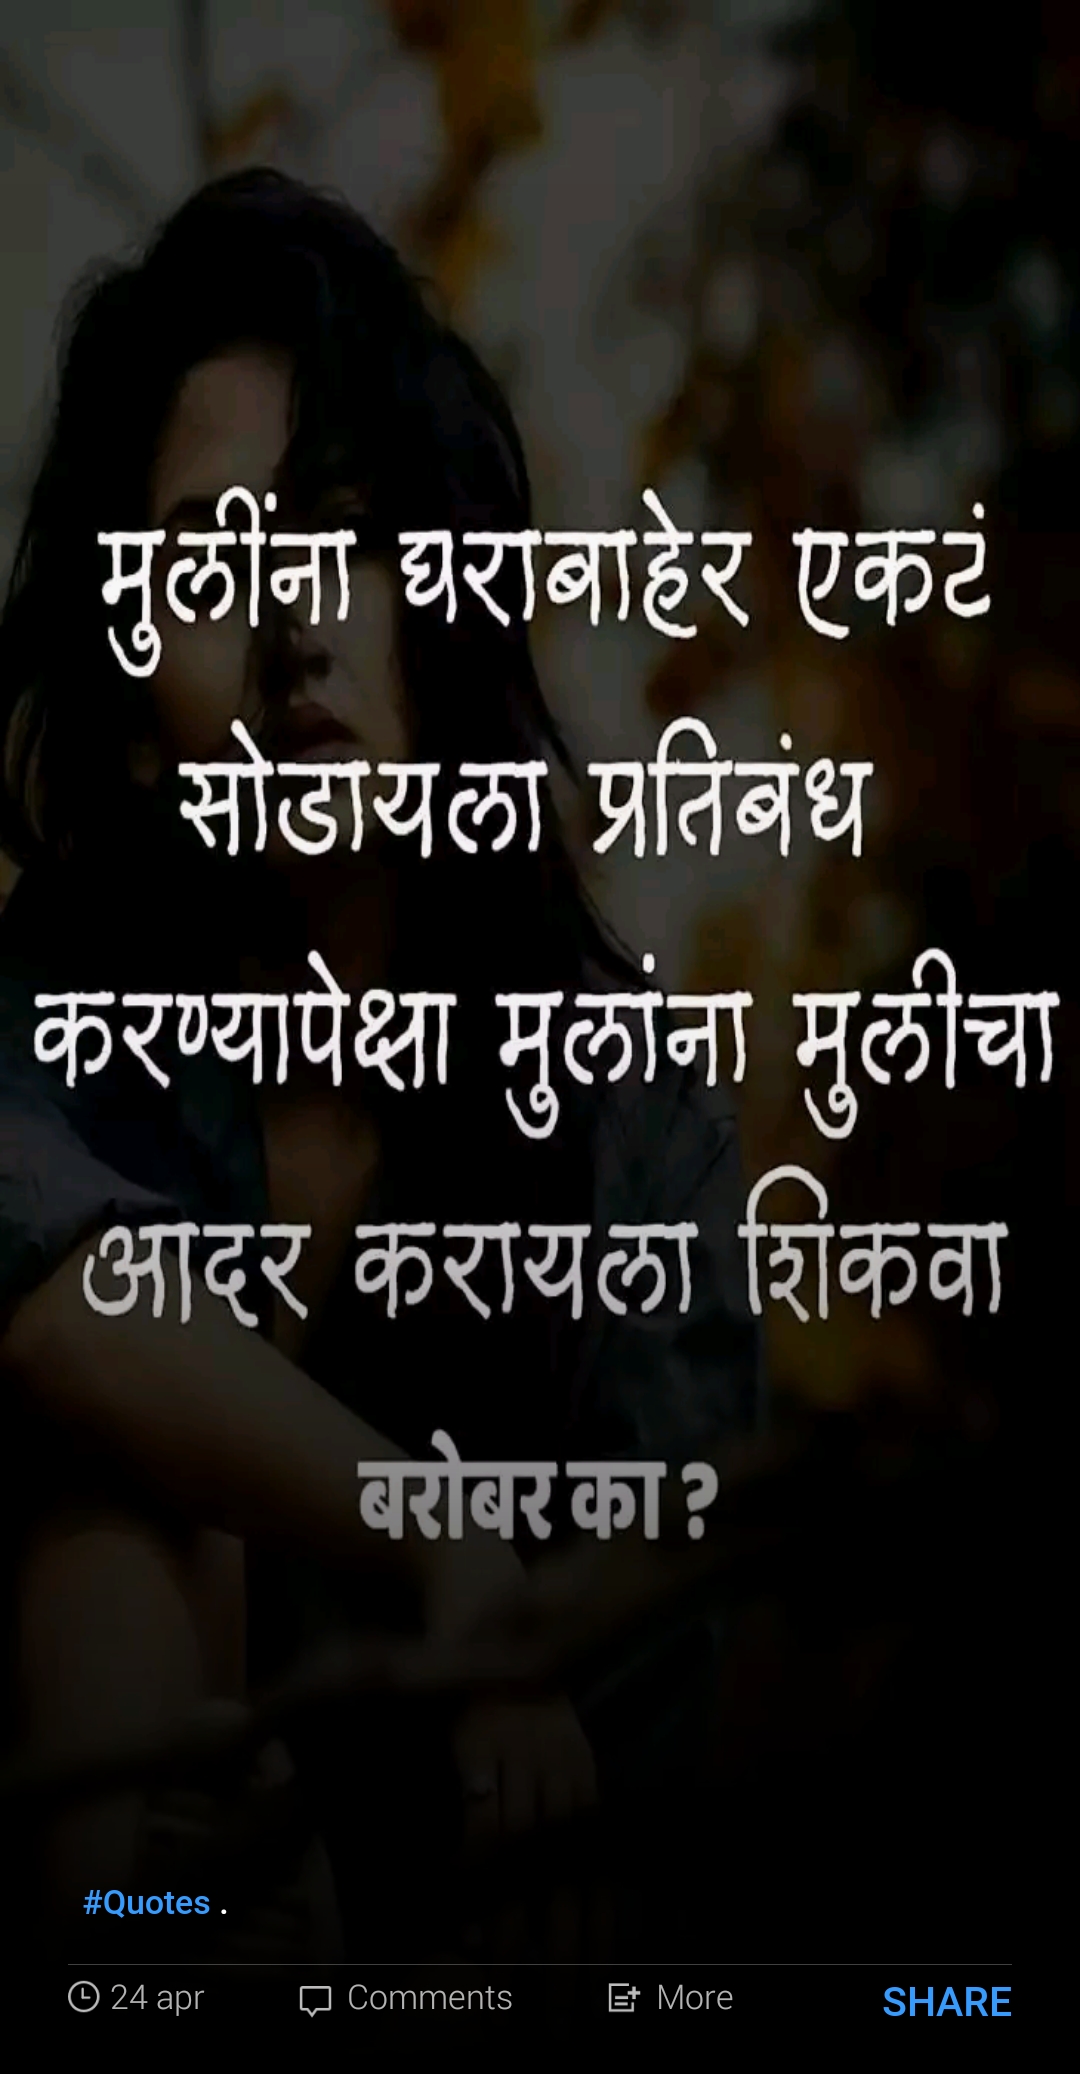 मुलींना घराबाहेर एकटं
सोडायला प्रतिबंध
करण्यापेक्षा मुलांना मुलीचा
आदर करायला शिकवा
बरोबर का ?
#Quotes .
24 apr Comments More SHARE